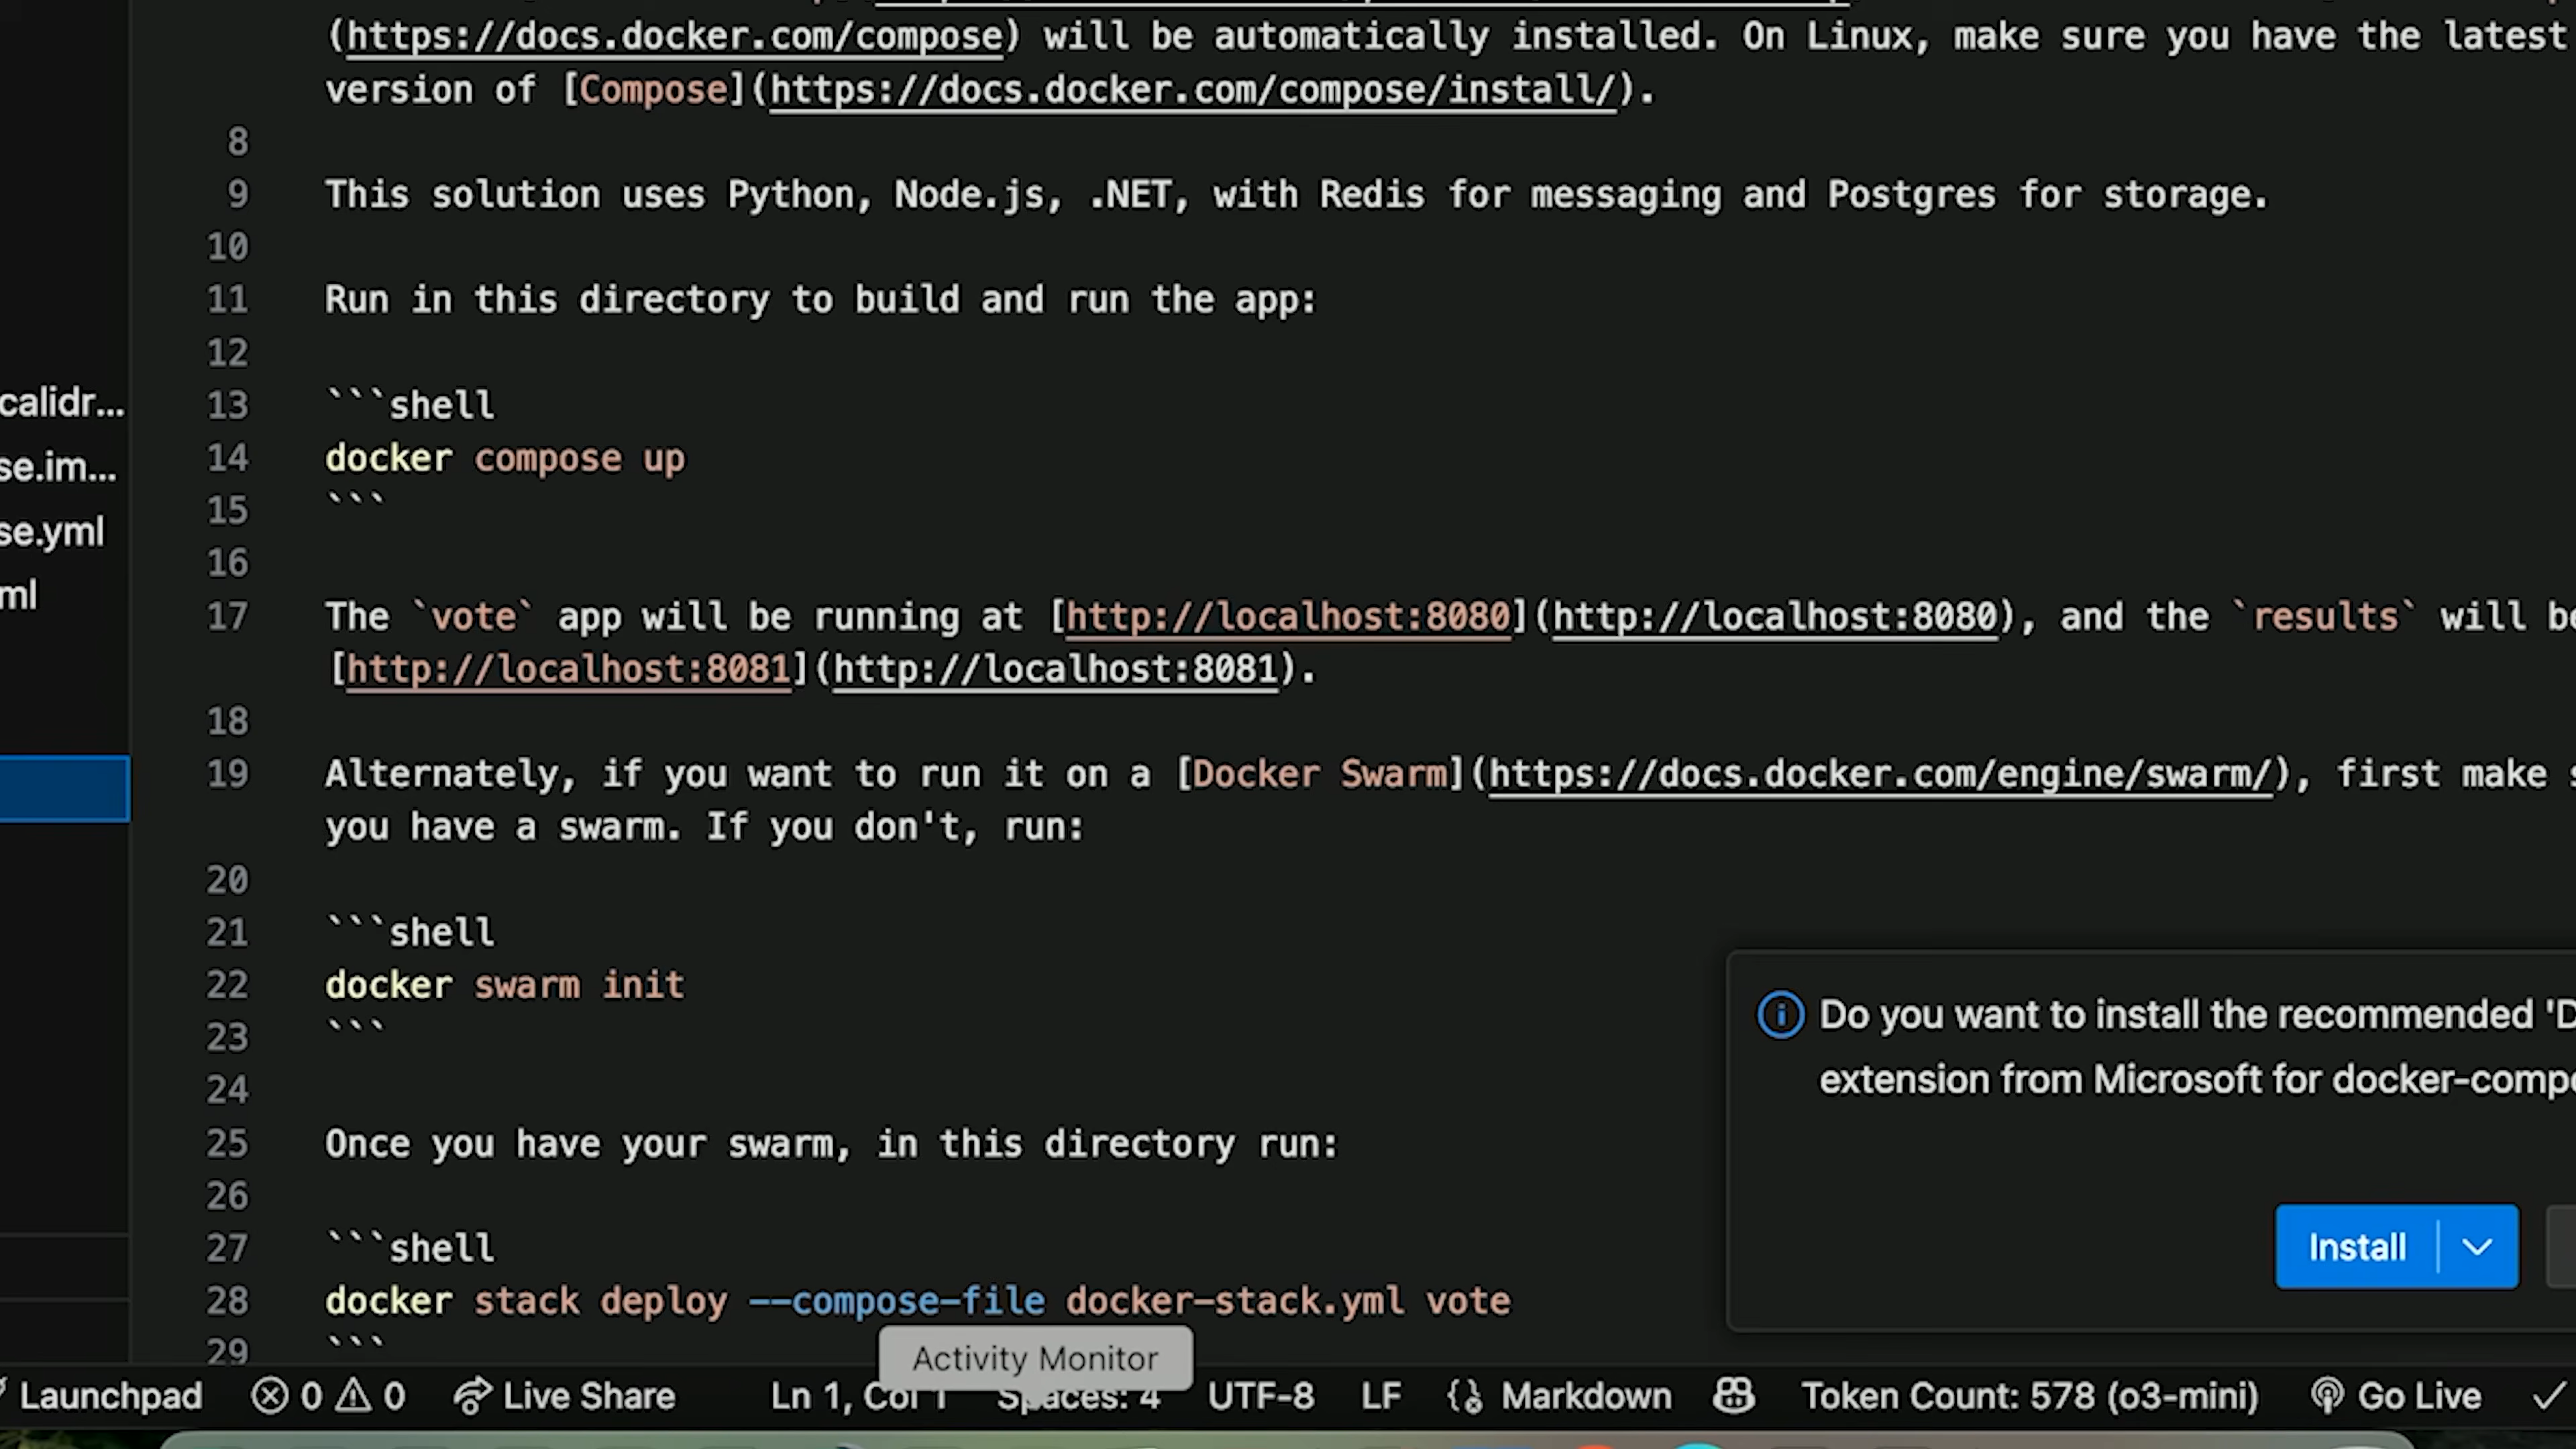 (https://docs.docker.com/compose) will be automatically installed. On Linux, make sure you have the latest
version of [Compose](https://docs.docker.com/compose/install/).
8
9 This solution uses Python, Node.js, .NET, with Redis for messaging and Postgres for storage.
10
11 Run in this directory to build and run the app:
12
calidr...
13 ```shell
14 docker compose up
se.im...
15 ```
se.yml
16
ml
17 The `vote` app will be running at [http://localhost:8080](http://localhost:8080), and the `results` will be
[http://localhost:8081](http://localhost:8081).
18
19 Alternately, if you want to run it on a [Docker Swarm](https://docs.docker.com/engine/swarm/), first make s
you have a swarm. If you don't, run:
20
21 ```shell
22 docker swarm init
23 ```
24
25 Once you have your swarm, in this directory run:
26
27 ```shell
28 docker stack deploy --compose-file docker-stack.yml vote
29 ```
Do you want to install the recommended 'D
extension from Microsoft for docker-compo
Install
Activity Monitor
Launchpad 0 0 Live Share Ln 1, Col 1 Spaces: 4 UTF-8 LF Markdown Token Count: 578 (o3-mini) Go Live